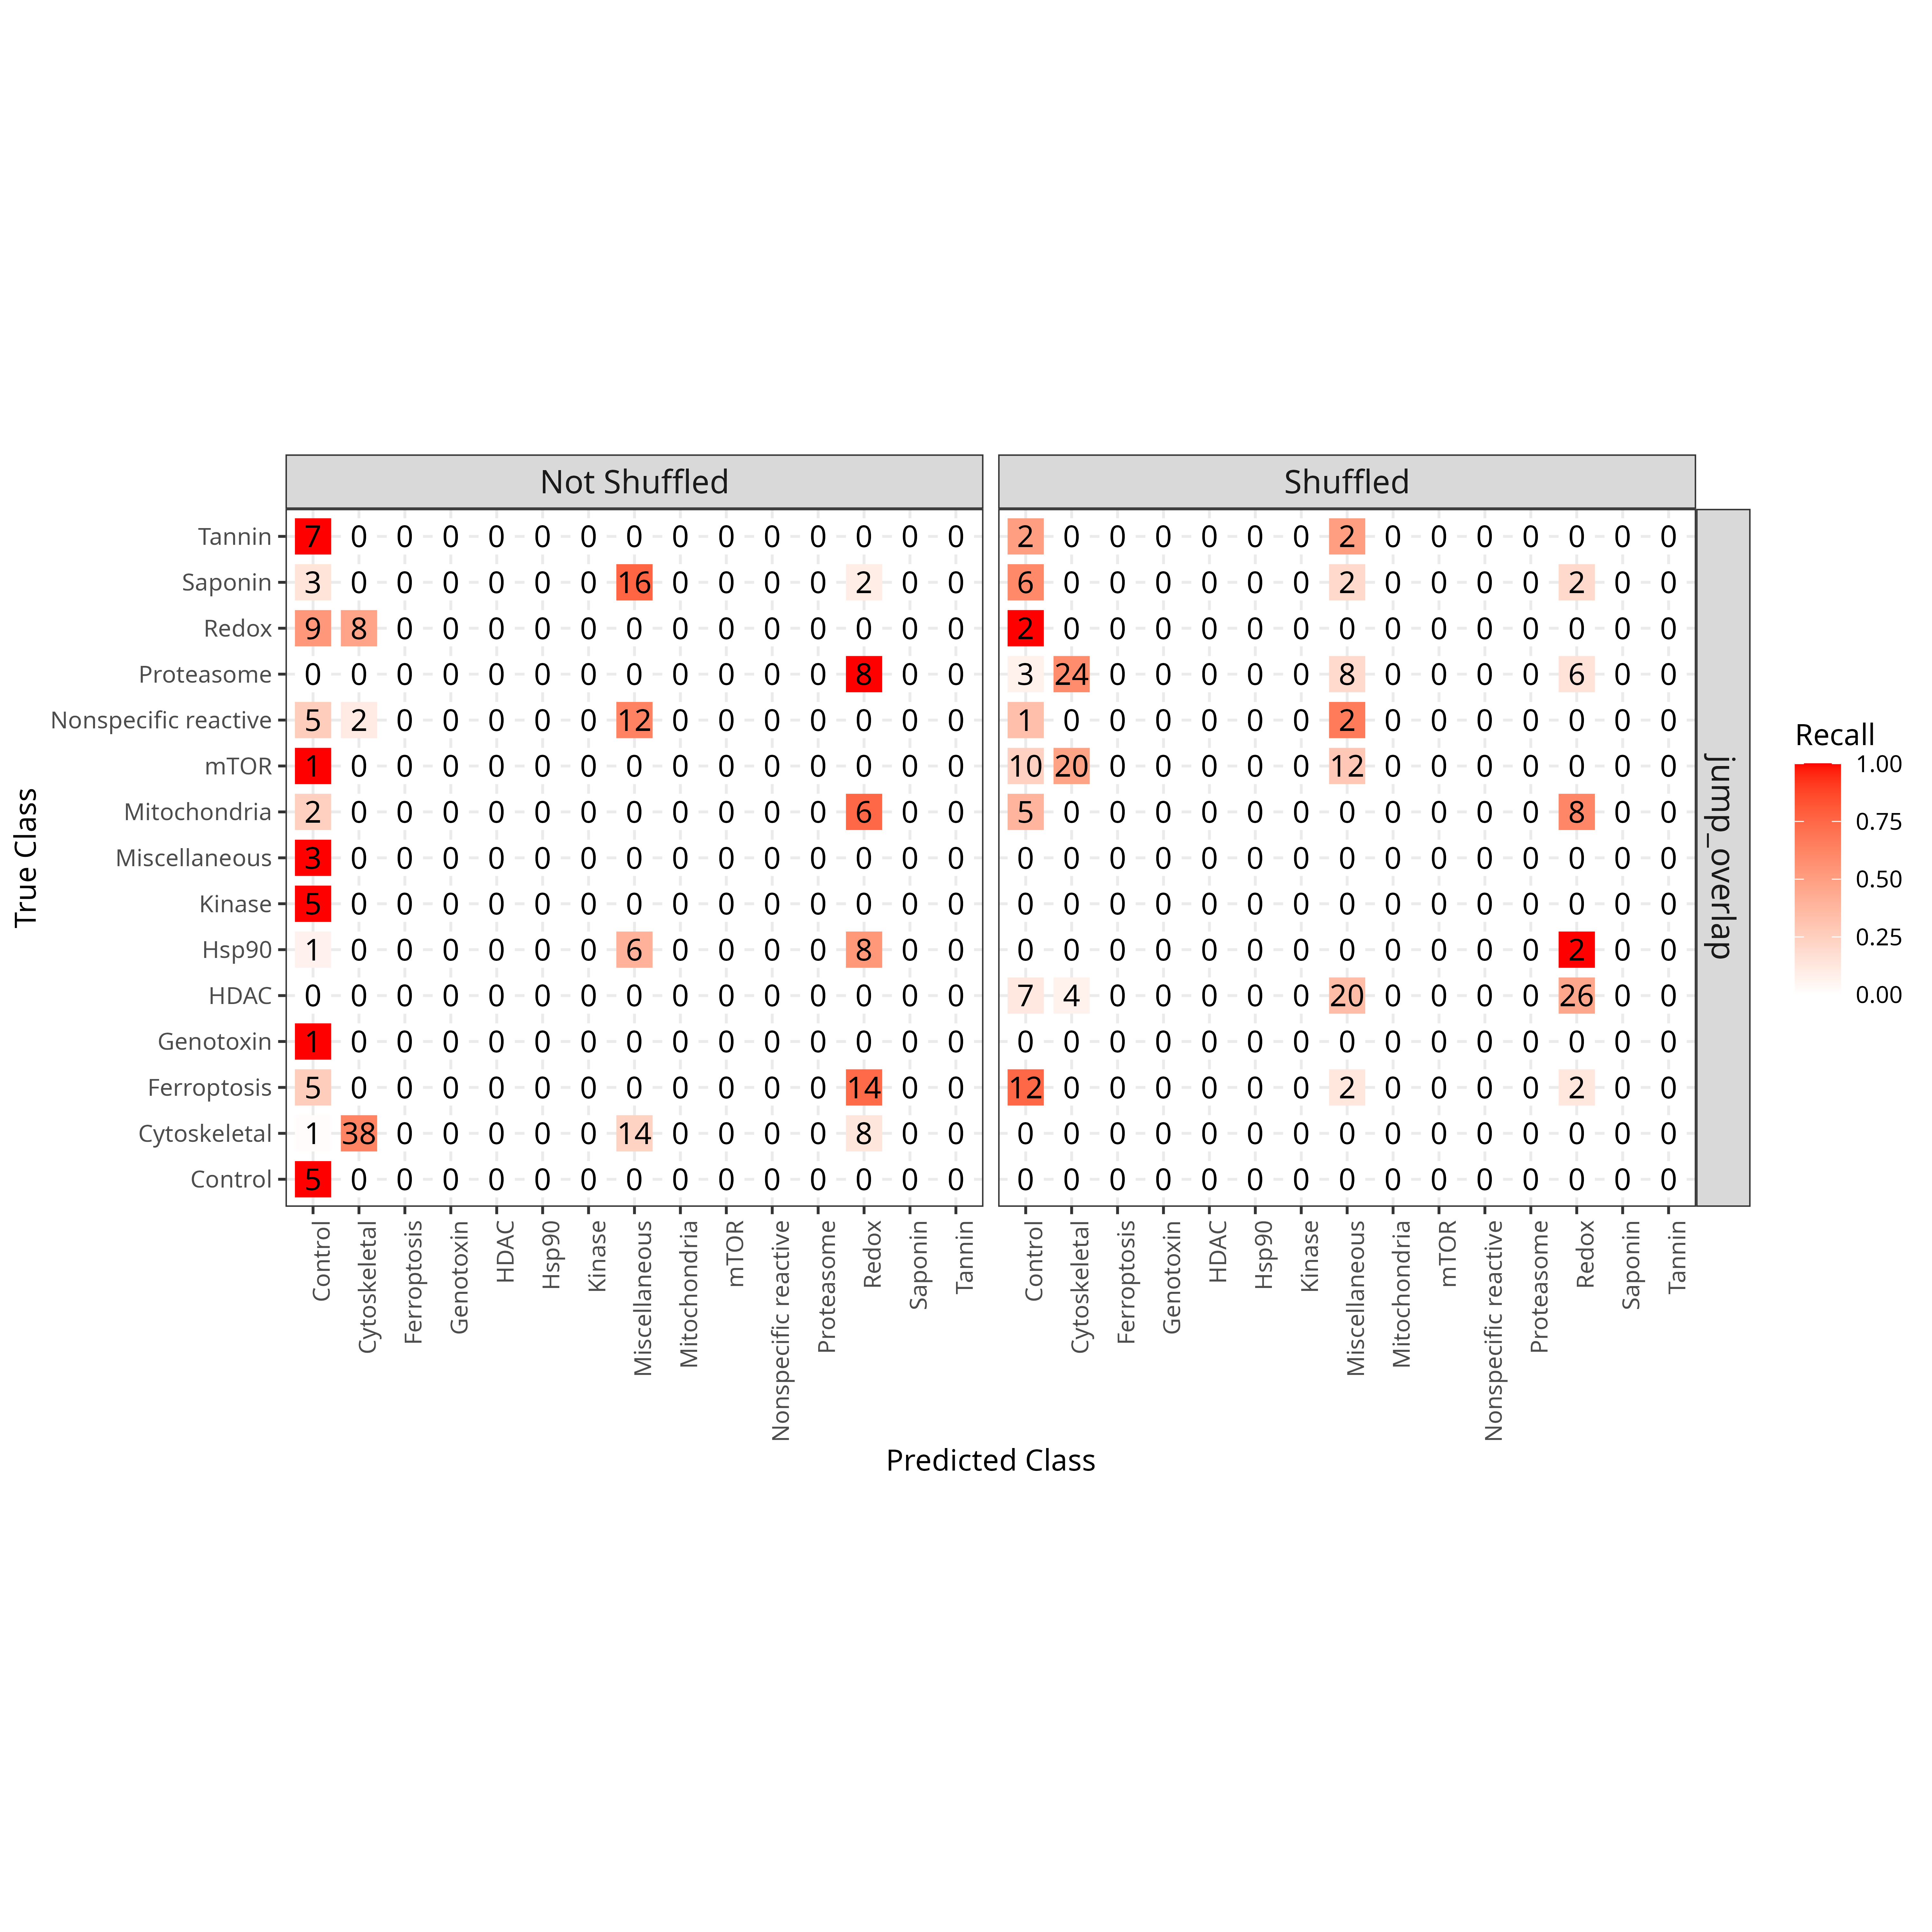 Not Shuffled Shuffled
Tannin 7 0 0 0 0 0 0 0 0 0 0 0 0 0 0 2 0 0 0 0 0 0 2 0 0 0 0 0 0 0
Saponin 3 0 0 0 0 0 0 16 0 0 0 0 2 0 0 6 0 0 0 0 0 0 2 0 0 0 0 2 0 0
Redox 9 8 0 0 0 0 0 0 0 0 0 0 0 0 0 2 0 0 0 0 0 0 0 0 0 0 0 0 0 0
Proteasome 0 0 0 0 0 0 0 0 0 0 0 0 8 0 0 3 24 0 0 0 0 0 8 0 0 0 0 6 0 0
Nonspecific reactive 5 2 0 0 0 0 0 12 0 0 0 0 0 0 0 1 0 0 0 0 0 0 2 0 0 0 0 0 0 0
mTOR 1 0 0 0 0 0 0 0 0 0 0 0 0 0 0 10 20 0 0 0 0 0 12 0 0 0 0 0 0 0
Mitochondria 2 0 0 0 0 0 0 0 0 0 0 0 6 0 0 5 0 0 0 0 0 0 0 0 0 0 0 8 0 0
Miscellaneous 3 0 0 0 0 0 0 0 0 0 0 0 0 0 0 0 0 0 0 0 0 0 0 0 0 0 0 0 0 0
Kinase 5 0 0 0 0 0 0 0 0 0 0 0 0 0 0 0 0 0 0 0 0 0 0 0 0 0 0 0 0 0
Hsp90 1 0 0 0 0 0 0 6 0 0 0 0 8 0 0 0 0 0 0 0 0 0 0 0 0 0 0 2 0 0
HDAC 0 0 0 0 0 0 0 0 0 0 0 0 0 0 0 7 4 0 0 0 0 0 20 0 0 0 0 26 0 0
Genotoxin 1 0 0 0 0 0 0 0 0 0 0 0 0 0 0 0 0 0 0 0 0 0 0 0 0 0 0 0 0 0
Ferroptosis 5 0 0 0 0 0 0 0 0 0 0 0 14 0 0 12 0 0 0 0 0 0 2 0 0 0 0 2 0 0
Cytoskeletal 1 38 0 0 0 0 0 14 0 0 0 0 8 0 0 0 0 0 0 0 0 0 0 0 0 0 0 0 0 0
Control 5 0 0 0 0 0 0 0 0 0 0 0 0 0 0 0 0 0 0 0 0 0 0 0 0 0 0 0 0 0
True Class
jump_overlap
Control
Cytoskeletal
Ferroptosis
Genotoxin
HDAC
Hsp90
Kinase
Miscellaneous
Mitochondria
mTOR
Nonspecific reactive
Proteasome
Redox
Saponin
Tannin
Control
Cytoskeletal
Ferroptosis
Genotoxin
HDAC
Hsp90
Kinase
Miscellaneous
Mitochondria
mTOR
Nonspecific reactive
Proteasome
Redox
Saponin
Tannin
Predicted Class
Recall
1.00
0.75
0.50
0.25
0.00